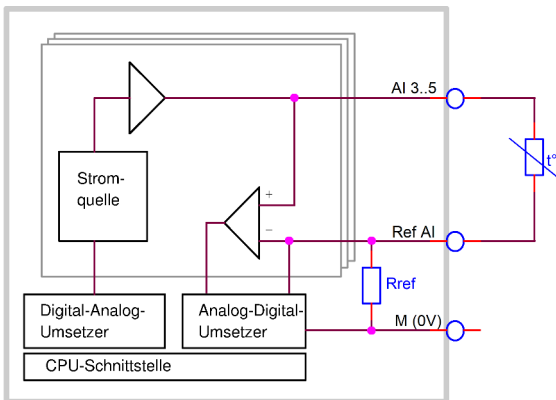 AI 3..5
t°
Strom-
quelle
+
−
Ref AI
Rref
Digital-Analog-
Umsetzer
Analog-Digital-
Umsetzer
M (0V)
CPU-Schnittstelle